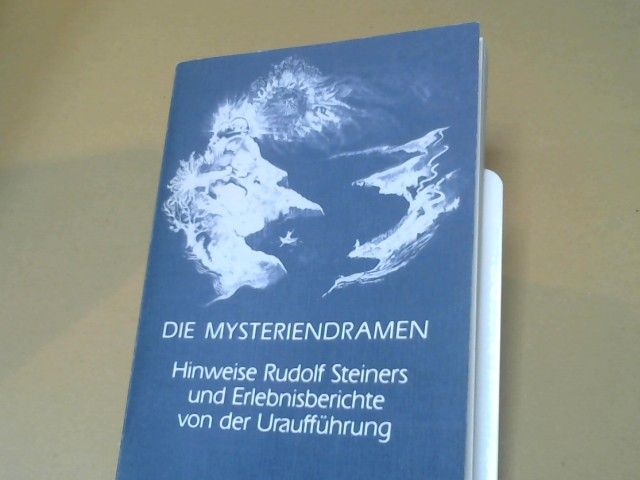 DIE MYSTERIENDRAMEN
Hinweise Rudolf Steiners
und Erlebnisberichte
von der Uraufführung